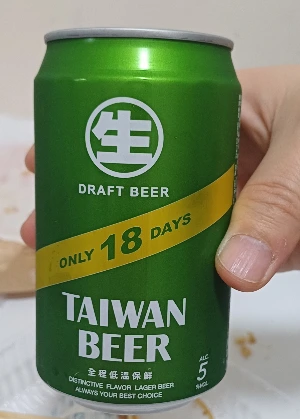 生
DRAFT BEER
ONLY 18 DAYS
TAIWAN
BEER
全程低溫保鮮
DISTINCTIVE FLAVOR LAGER BEER
ALWAYS YOUR BEST CHOICE
ALC.
5
%VOL